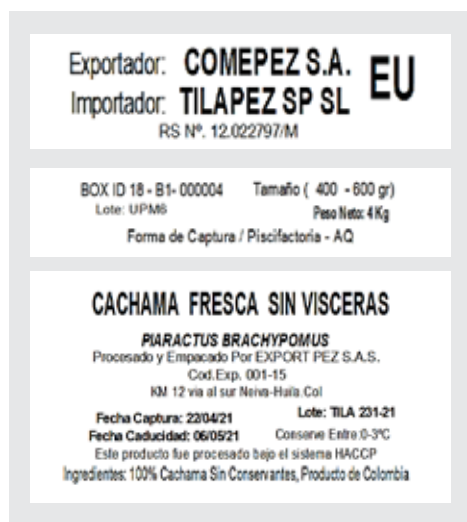 Exportador: COMEPEZ S.A. EU
Importador: TILAPEZ SP SL
RS Nº. 12.022797/M
BOX ID 18 - B1- 000004 Tamaño ( 400 - 600 gr)
Lote: UPM6 Peso Neto: 4 Kg
Forma de Captura / Piscifactoria - AQ
CACHAMA FRESCA SIN VISCERAS
PIARACTUS BRACHYPOMUS
Procesado y Empacado Por EXPORT PEZ S.A.S.
Cod.Exp. 001-15
KM 12 via al sur Neiva-Huila.Col
Fecha Captura: 22/04/21 Lote: TILA 231-21
Fecha Caducidad: 06/05/21 Conserve Entre:0-3ºC
Este producto fue procesado bajo el sistema HACCP
Ingredientes: 100% Cachama Sin Conservantes, Producto de Colombia